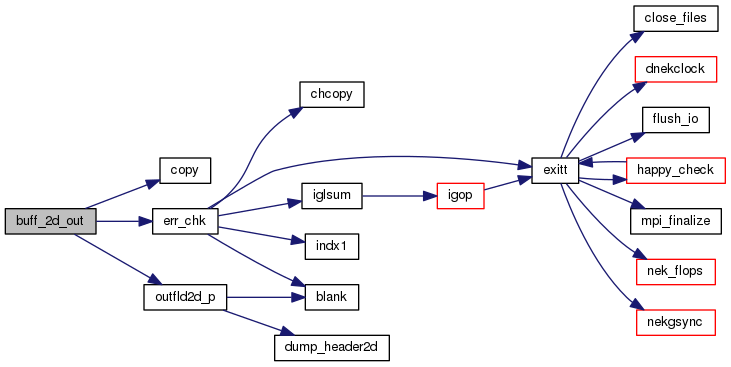 buff_2d_out
copy
err_chk
outfld2d_p
chcopy
iglsum
indx1
blank
dump_header2d
igop
exitt
close_files
dnekclock
flush_io
happy_check
mpi_finalize
nek_flops
nekgsync